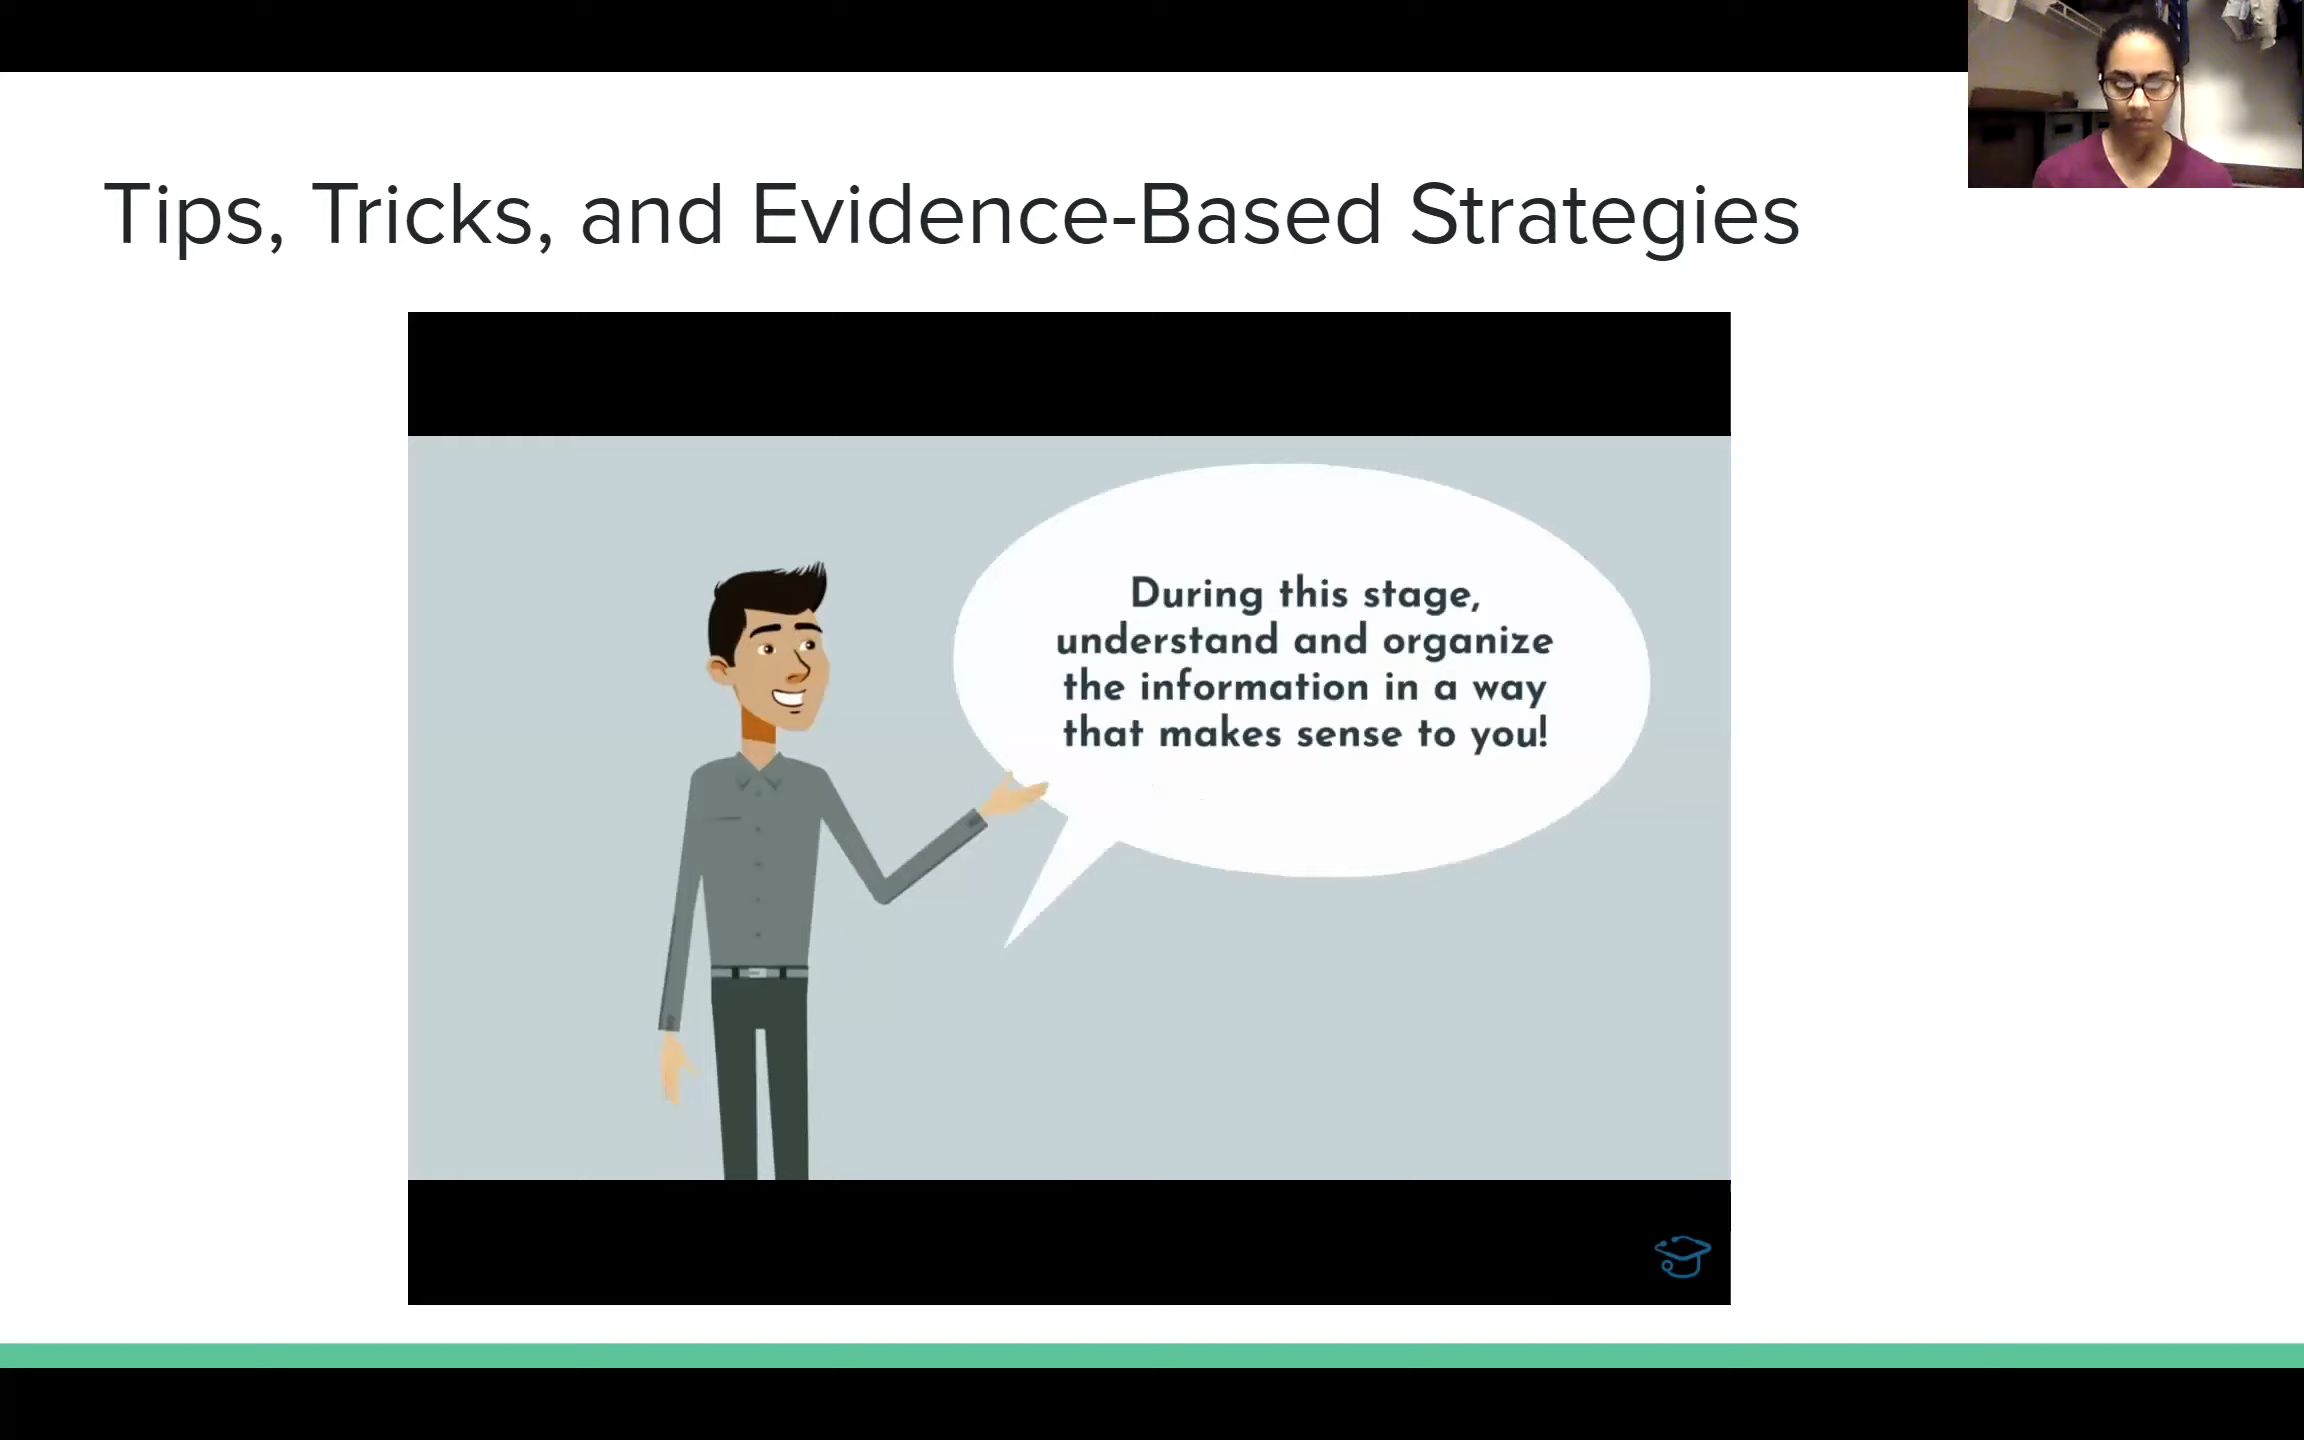 Tips, Tricks, and Evidence-Based Strategies
During this stage,
understand and organize
the information in a way
that makes sense to you!